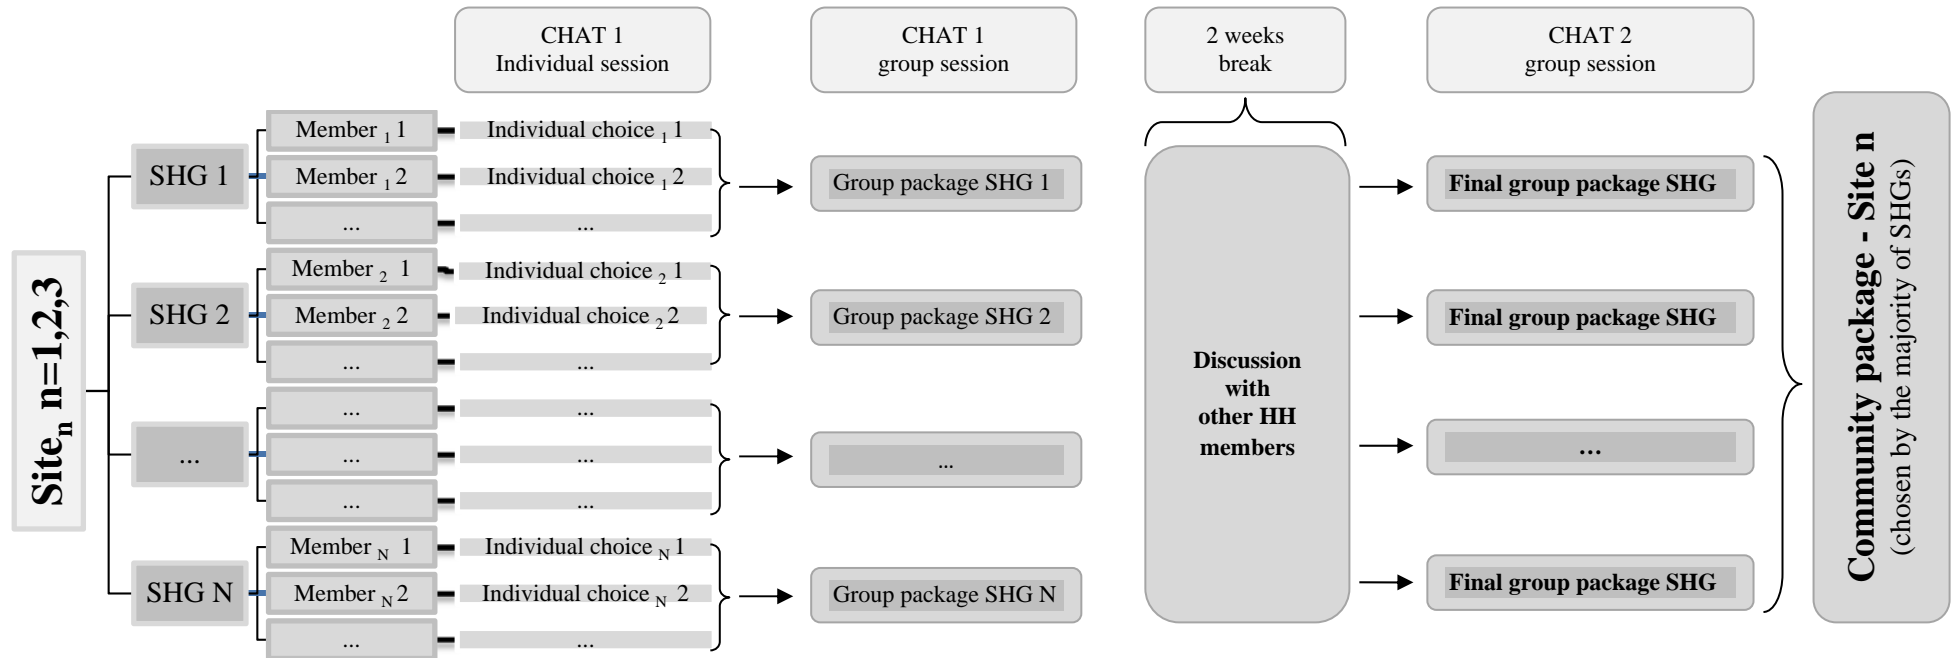 CHAT 1
Individual session
CHAT 1
group session
2 weeks
break
CHAT 2
group session
Site n n=1,2,3
SHG 1
Member 1 1
Individual choice 1 1
Member 1 2
Individual choice 1 2
...
...
Group package SHG 1
Final group package SHG
SHG 2
Member 2 1
Individual choice 2 1
Member 2 2
Individual choice 2 2
...
...
Group package SHG 2
Final group package SHG
...
...
...
...
...
...
...
...
...
SHG N
Member N 1
Individual choice N 1
Member N 2
Individual choice N 2
...
...
Group package SHG N
Final group package SHG
Discussion
with
other HH
members
Community package - Site n
(chosen by the majority of SHGs)